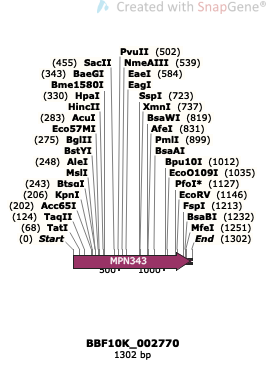 Created with SnapGene®
PvuII (502)
(455) SacII NmeAIII (539)
(343) BaeGI EaeI (584)
Bme1580I EagI
(330) HpaI SspI (723)
HincII XmnI (737)
(283) AcuI BsaWI (819)
Eco57MI AfeI (831)
(275) BglII PmlI (899)
BstYI BsaAI
(248) AleI Bpu10I (1012)
MslI EcoO109I (1035)
(243) BtsαI PfoI* (1127)
(206) KpnI EcoRV (1146)
(202) Acc65I FspI (1213)
(124) TaqII BsaBI (1232)
(68) TatI MfeI (1251)
(0) Start End (1302)
MPN343
500 1000
BBF10K_002770
1302 bp